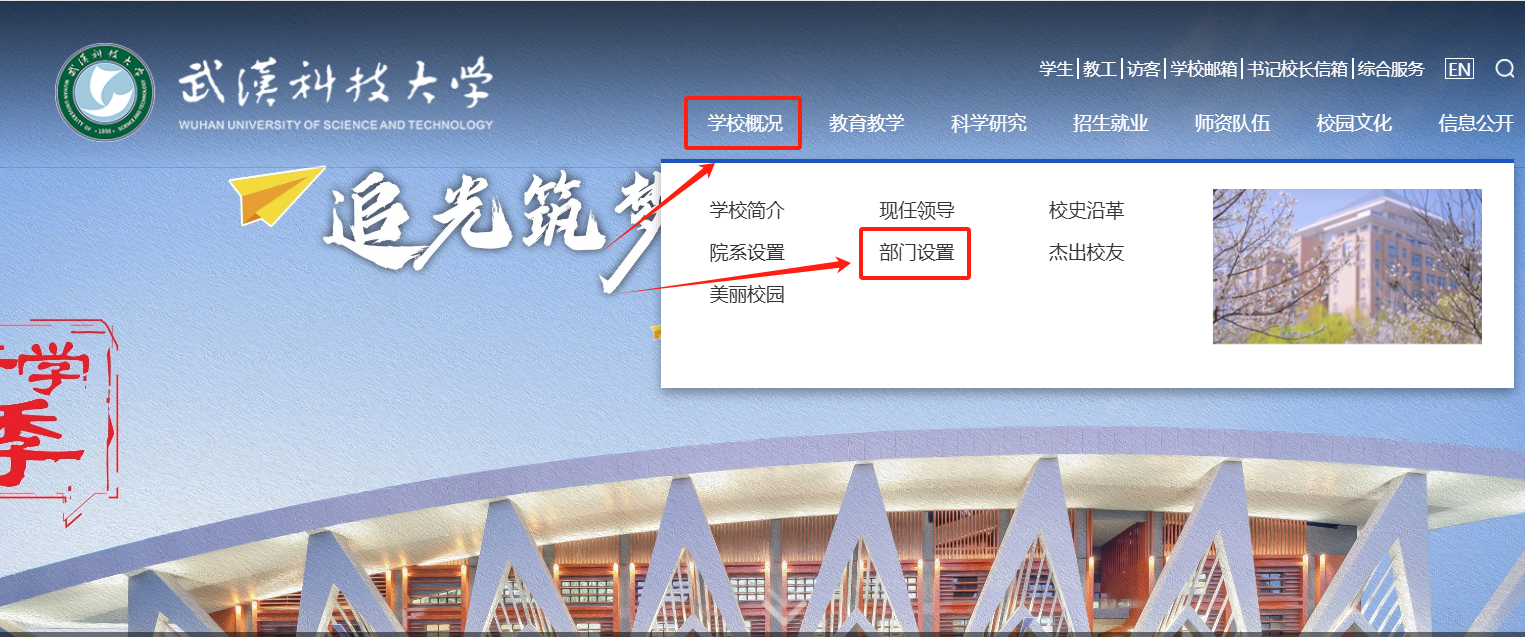 武漢科技大学
WUHAN UNIVERSITY OF SCIENCE AND TECHNOLOGY
学生|教工|访客|学校邮箱|书记校长信箱|综合服务 EN
学校概况 教育教学 科学研究 招生就业 师资队伍 校园文化 信息公开
追光筑梦
学校简介 现任领导 校史沿革
院系设置 部门设置 杰出校友
美丽校园
学
季